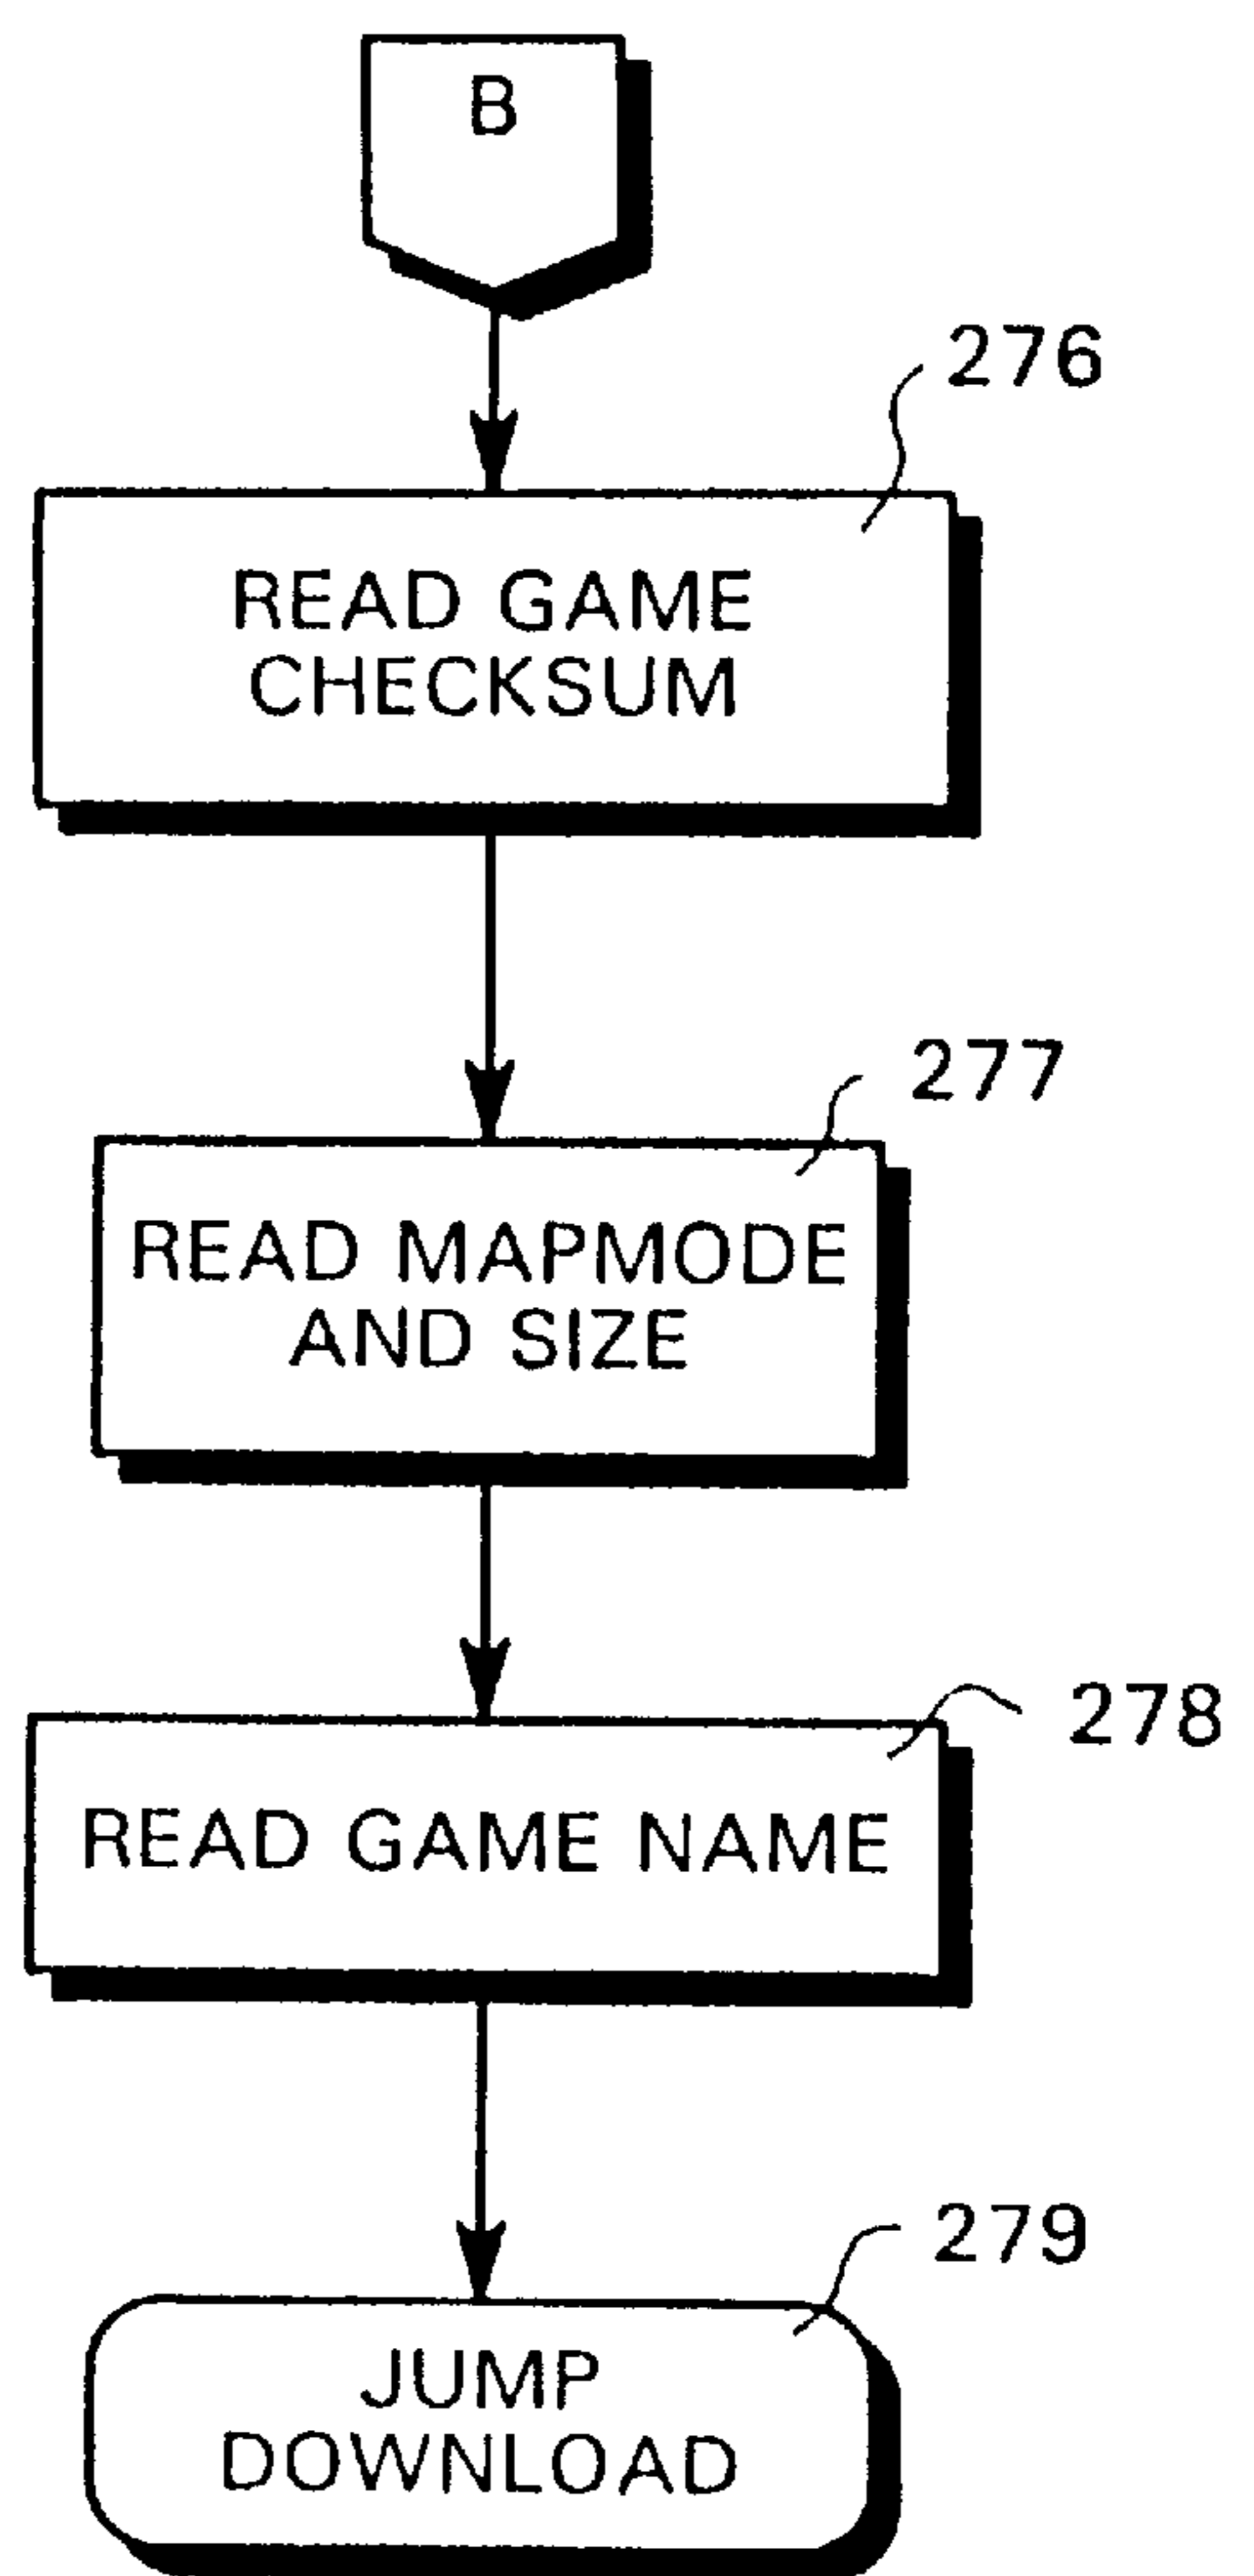 B
276
READ GAME
CHECKSUM
277
READ MAPMODE
AND SIZE
278
READ GAME NAME
279
JUMP
DOWNLOAD